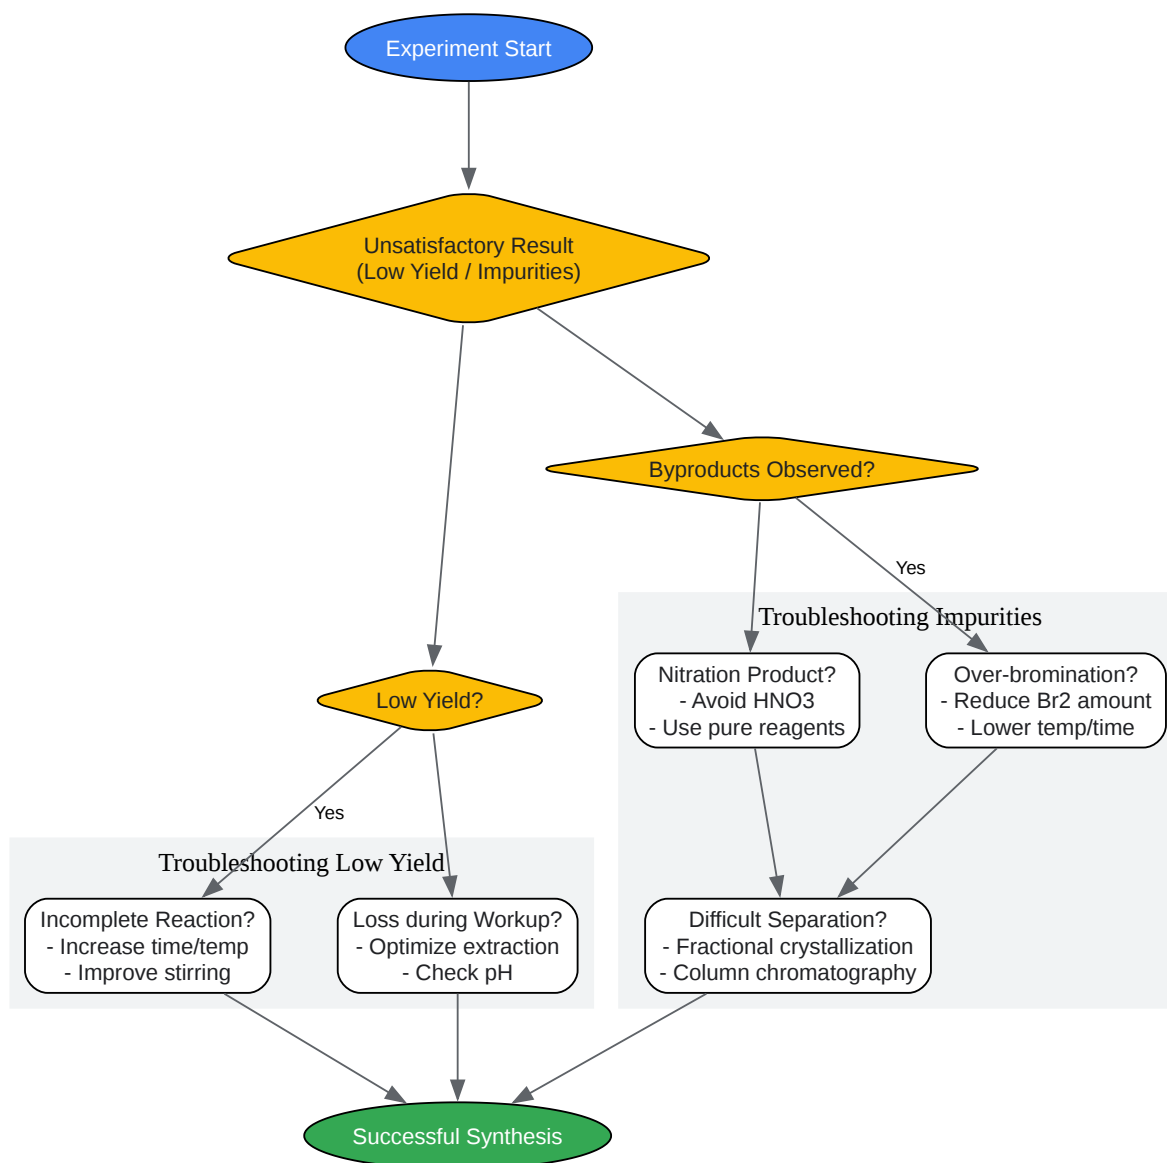 Experiment Start
Unsatisfactory Result
(Low Yield / Impurities)
Byproducts Observed?
Yes
Troubleshooting Impurities
Nitration Product?
- Avoid HNO3
- Use pure reagents
Over-bromination?
- Reduce Br2 amount
- Lower temp/time
Low Yield?
Yes
Troubleshooting Low Yield
Incomplete Reaction?
- Increase time/temp
- Improve stirring
Loss during Workup?
- Optimize extraction
- Check pH
Difficult Separation?
- Fractional crystallization
- Column chromatography
Successful Synthesis